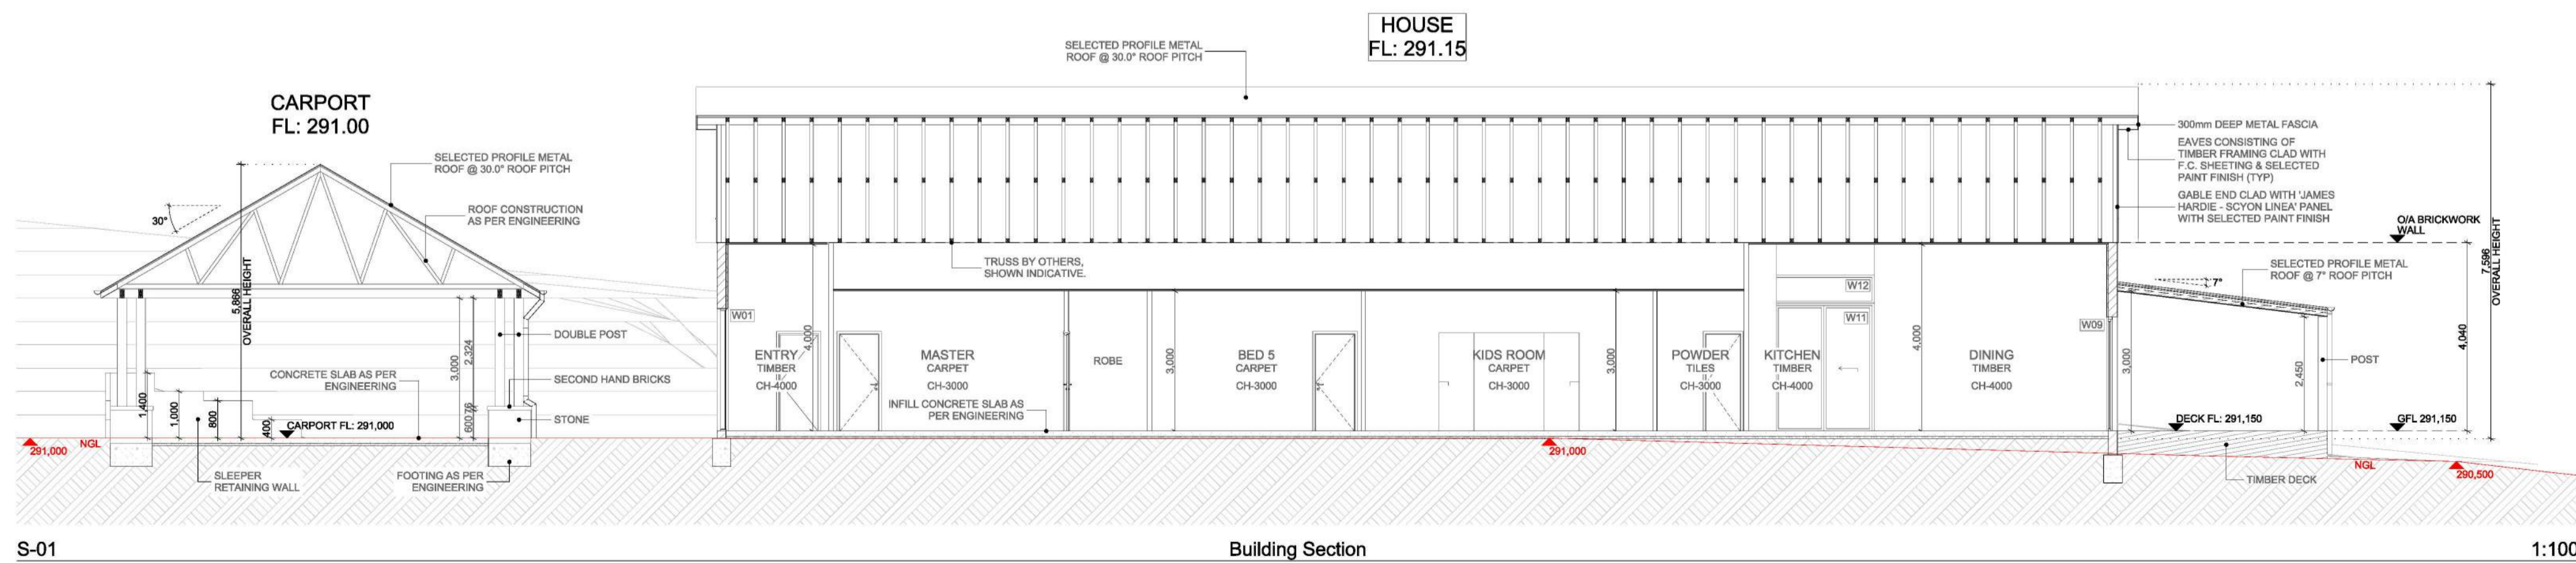 HOUSE
FL: 291.15
SELECTED PROFILE METAL
ROOF @ 30.0° ROOF PITCH
CARPORT
FL: 291.00
SELECTED PROFILE METAL
ROOF @ 30.0° ROOF PITCH
30°
ROOF CONSTRUCTION
AS PER ENGINEERING
5,866
OVERALL HEIGHT
DOUBLE POST
3,000
2,324
CONCRETE SLAB AS PER
ENGINEERING
SECOND HAND BRICKS
1,400
1,000
800
400
600
76
STONE
CARPORT FL: 291,000
291,000
NGL
SLEEPER
RETAINING WALL
FOOTING AS PER
ENGINEERING
TRUSS BY OTHERS,
SHOWN INDICATIVE.
W01
ENTRY
TIMBER
CH-4000
4,000
MASTER
CARPET
CH-3000
ROBE
3,000
BED 5
CARPET
CH-3000
INFILL CONCRETE SLAB AS
PER ENGINEERING
KIDS ROOM
CARPET
CH-3000
3,000
POWDER
TILES
CH-3000
KITCHEN
TIMBER
CH-4000
W12
W11
4,000
DINING
TIMBER
CH-4000
W09
291,000
300mm DEEP METAL FASCIA
EAVES CONSISTING OF
TIMBER FRAMING CLAD WITH
F.C. SHEETING & SELECTED
PAINT FINISH (TYP)
GABLE END CLAD WITH 'JAMES
HARDIE - SCYON LINEA' PANEL
WITH SELECTED PAINT FINISH
O/A BRICKWORK
WALL
7,596
OVERALL HEIGHT
SELECTED PROFILE METAL
ROOF @ 7° ROOF PITCH
7°
3,000
2,450
POST
4,040
DECK FL: 291,150
GFL 291,150
NGL
290,500
TIMBER DECK
S-01
Building Section
1:100